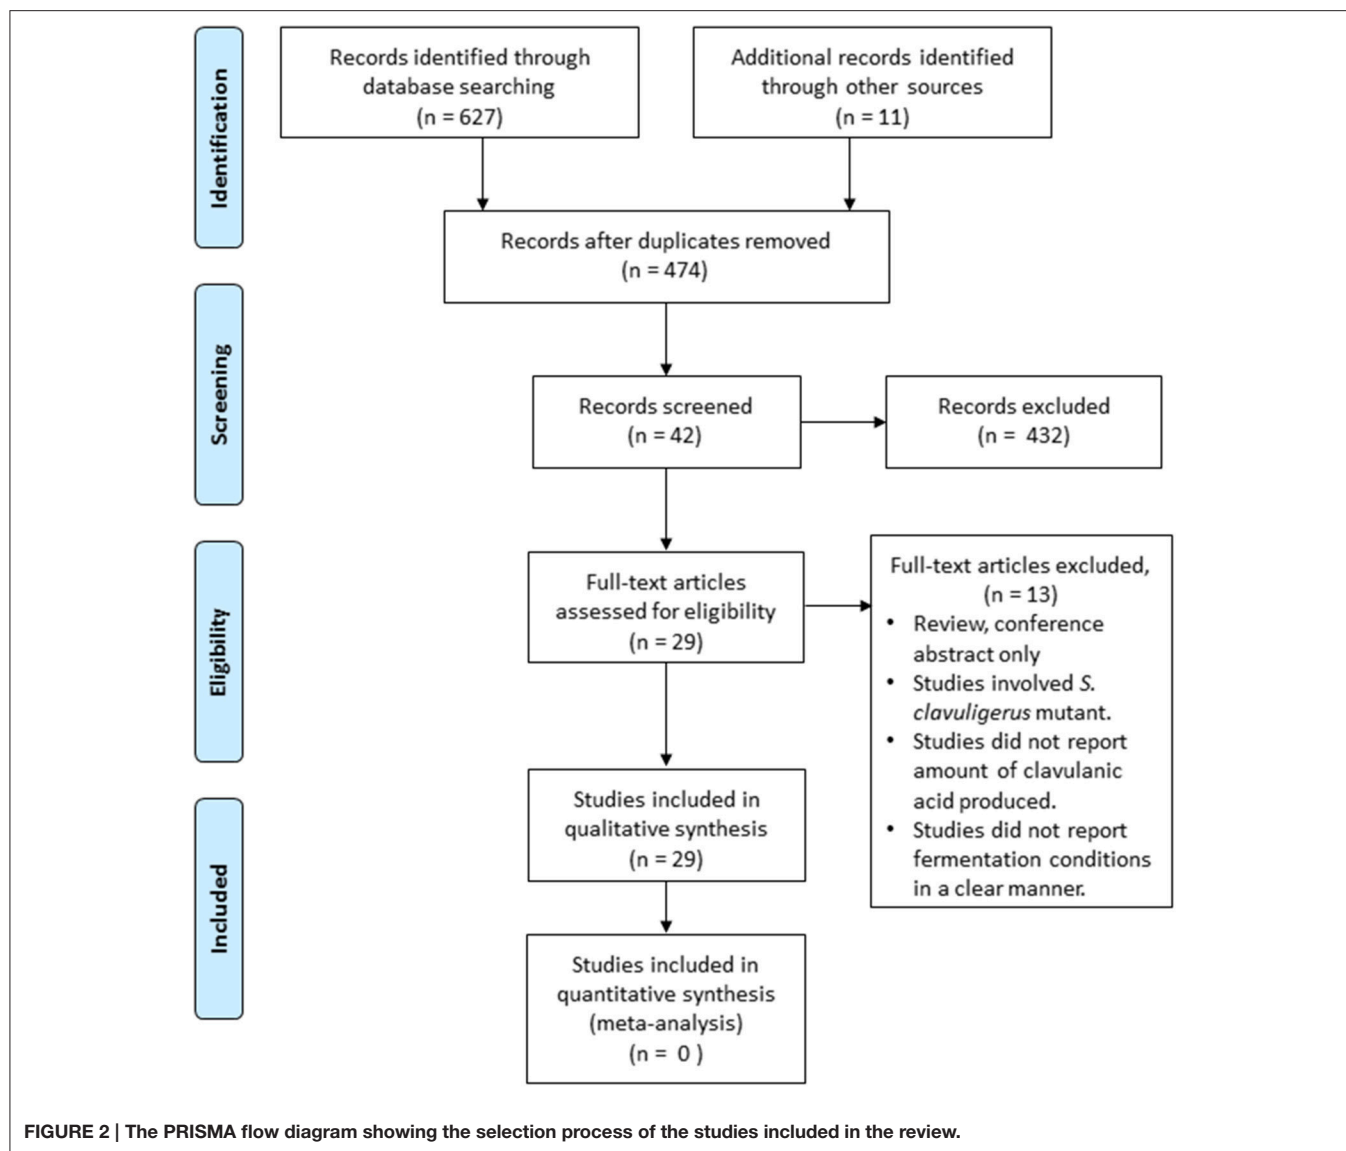 Identification
Records identified through
database searching
(n = 627)
Additional records identified
through other sources
(n = 11)
Records after duplicates removed
(n = 474)
Screening
Records screened
(n = 42)
Records excluded
(n = 432)
Eligibility
Full-text articles
assessed for eligibility
(n = 29)
Full-text articles excluded,
(n = 13)
• Review, conference
abstract only
• Studies involved S.
clavuligerus mutant.
• Studies did not report
amount of clavulanic
acid produced.
• Studies did not report
fermentation conditions
in a clear manner.
Included
Studies included in
qualitative synthesis
(n = 29)
Studies included in
quantitative synthesis
(meta-analysis)
(n = 0 )
FIGURE 2 | The PRISMA flow diagram showing the selection process of the studies included in the review.